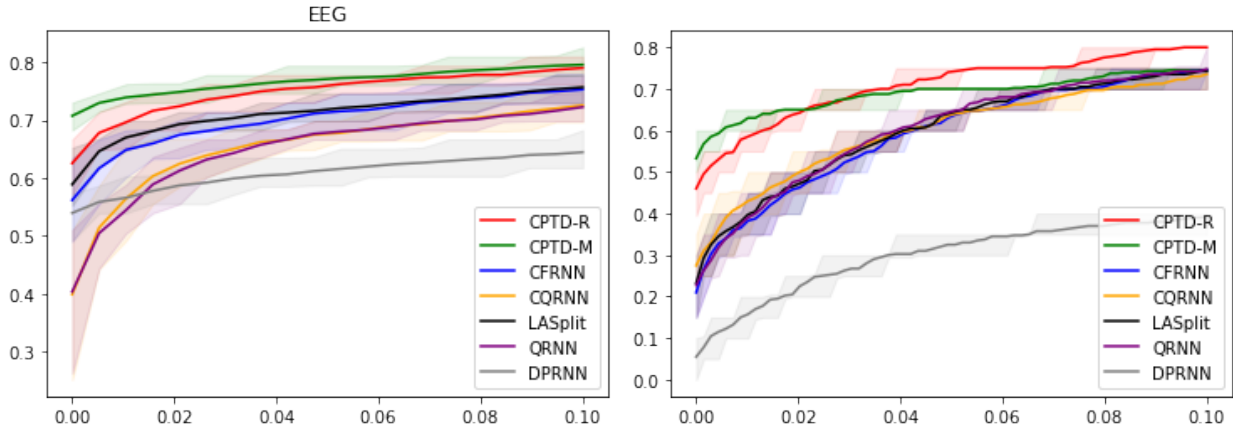 EEG
0.8
0.7
0.6
0.5
0.4
0.3
0.00 0.02 0.04 0.06 0.08 0.10
CPTD-R
CPTD-M
CFRNN
CQRNN
LASplit
QRNN
DPRNN
0.8
0.7
0.6
0.5
0.4
0.3
0.2
0.1
0.0
0.00 0.02 0.04 0.06 0.08 0.10
CPTD-R
CPTD-M
CFRNN
CQRNN
LASplit
QRNN
DPRNN